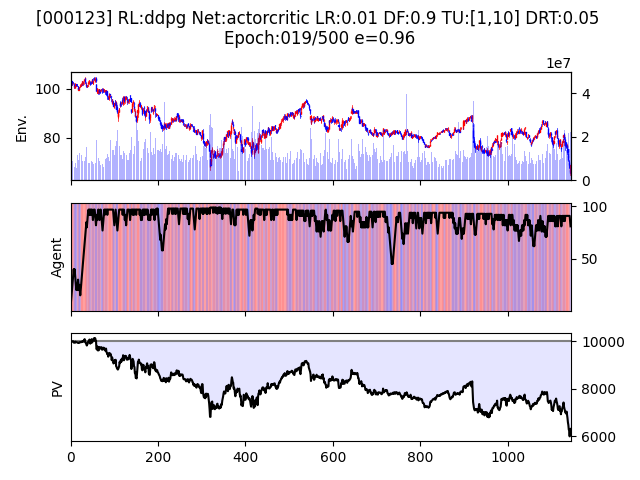 [000123] RL:ddpg Net:actorcritic LR:0.01 DF:0.9 TU:[1,10] DRT:0.05
Epoch:019/500 e=0.96
1e7
Env.
100
80
4
2
0
Agent
100
50
PV
10000
8000
6000
0 200 400 600 800 1000